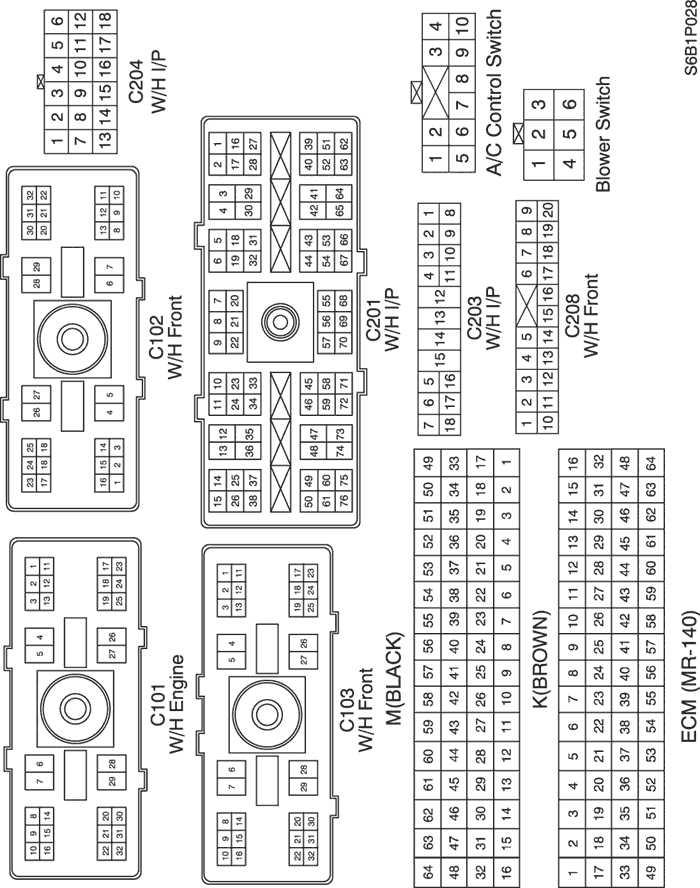 10 9 8 7 6 5 4 3 2 1
16 15 14 13 12 11
22 21 20 29 28 27 26 19 18 17
32 31 30 25 24 23
C101
W/H Engine
23 24 25 26 27 28 29 30 31 32
17 18 18 20 21 22
16 15 14 4 5 6 7 13 12 11
1 2 3 8 9 10
C102
W/H Front
1 2 3 4 5 6
7 8 9 10 11 12
13 14 15 16 17 18
C204
W/H I/P
10 9 8 7 6 5 4 3 2 1
16 15 14 13 12 11
22 21 20 29 28 27 26 19 18 17
32 31 30 25 24 23
C103
W/H Front
15 14 13 12 11 10 9 8 7 6 5 4 3 2 1
26 25 24 23 22 21 20 19 18 17 16
38 37 36 35 34 33 32 31 30 29 28 27
50 49 48 47 46 45 44 43 42 41 40 39
61 60 59 58 57 56 55 54 53 52 51
76 75 74 73 72 71 70 69 68 67 66 65 64 63 62
C201
W/H I/P
M(BLACK)
64 63 62 61 60 59 58 57 56 55 54 53 52 51 50 49
48 47 46 45 44 43 42 41 40 39 38 37 36 35 34 33
32 31 30 29 28 27 26 25 24 23 22 21 20 19 18 17
16 15 14 13 12 11 10 9 8 7 6 5 4 3 2 1
K(BROWN)
1 2 3 4 5 6 7 8 9 10 11 12 13 14 15 16
17 18 19 20 21 22 23 24 25 26 27 28 29 30 31 32
33 34 35 36 37 38 39 40 41 42 43 44 45 46 47 48
49 50 51 52 53 54 55 56 57 58 59 60 61 62 63 64
ECM (MR-140)
7 6 5 4 3 2 1
18 17 16 15 14 13 12 11 10 9 8
C203
W/H I/P
1 2 3 4 5 6 7 8 9
10 11 12 13 14 15 16 17 18 19 20
C208
W/H Front
1 2 3 4
5 6 7 8 9 10
A/C Control Switch
1 2 3
4 5 6
Blower Switch
S6B1P028